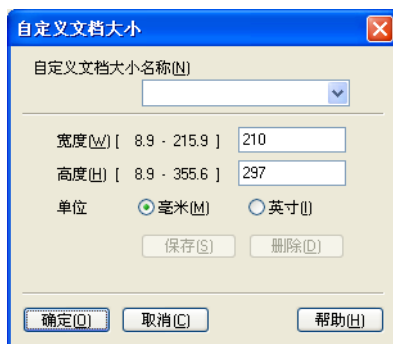 自定义文档大小
自定义文档大小名称(N)
宽度(W) [ 8.9 - 215.9 ] 210
高度(H) [ 8.9 - 355.6 ] 297
单位 毫米(M) 英寸(I)
保存(S) 删除(D)
确定(O) 取消(C) 帮助(H)